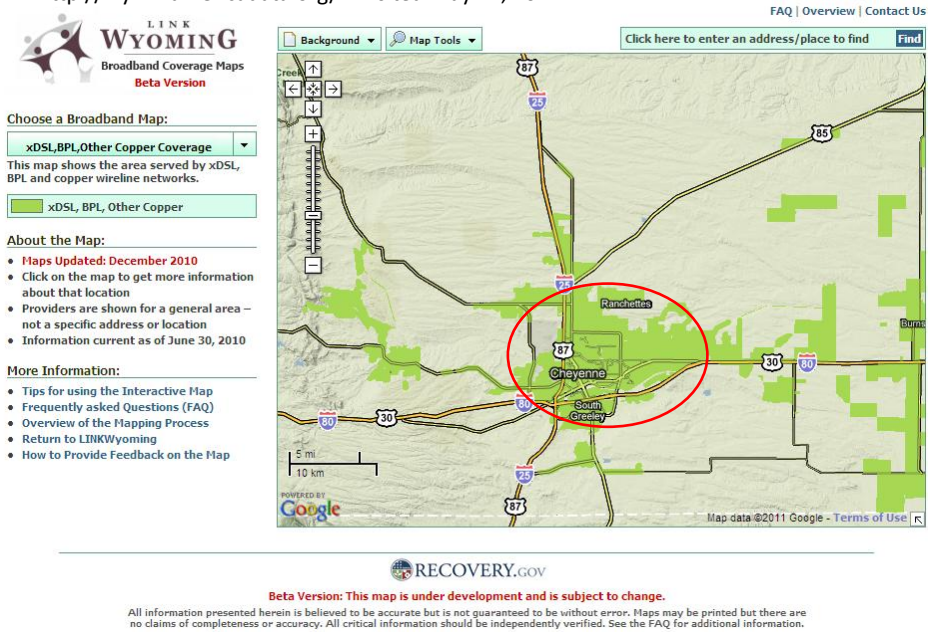 FAQ | Overview | Contact Us
LINK
WYOMING
Broadband Coverage Maps
Beta Version
Background
Map Tools
Click here to enter an address/place to find
Find
Choose a Broadband Map:
xDSL,BPL,Other Copper Coverage
This map shows the area served by xDSL,
BPL and copper wireline networks.
xDSL, BPL, Other Copper
About the Map:
• Maps Updated: December 2010
• Click on the map to get more information
about that location
• Providers are shown for a general area –
not a specific address or location
• Information current as of June 30, 2010
More Information:
• Tips for using the Interactive Map
• Frequently asked Questions (FAQ)
• Overview of the Mapping Process
• Return to LINKWyoming
• How to Provide Feedback on the Map
Creek
87
25
85
25
Ranchettes
Burns
87
30
80
Cheyenne
80
30
South
Greeley
5 mi
10 km
25
87
POWERED BY
Google
Map data ©2011 Google - Terms of Use
RECOVERY.GOV
Beta Version: This map is under development and is subject to change.
All information presented herein is believed to be accurate but is not guaranteed to be without error. Maps may be printed but there are
no claims of completeness or accuracy. All critical information should be independently verified. See the FAQ for additional information.